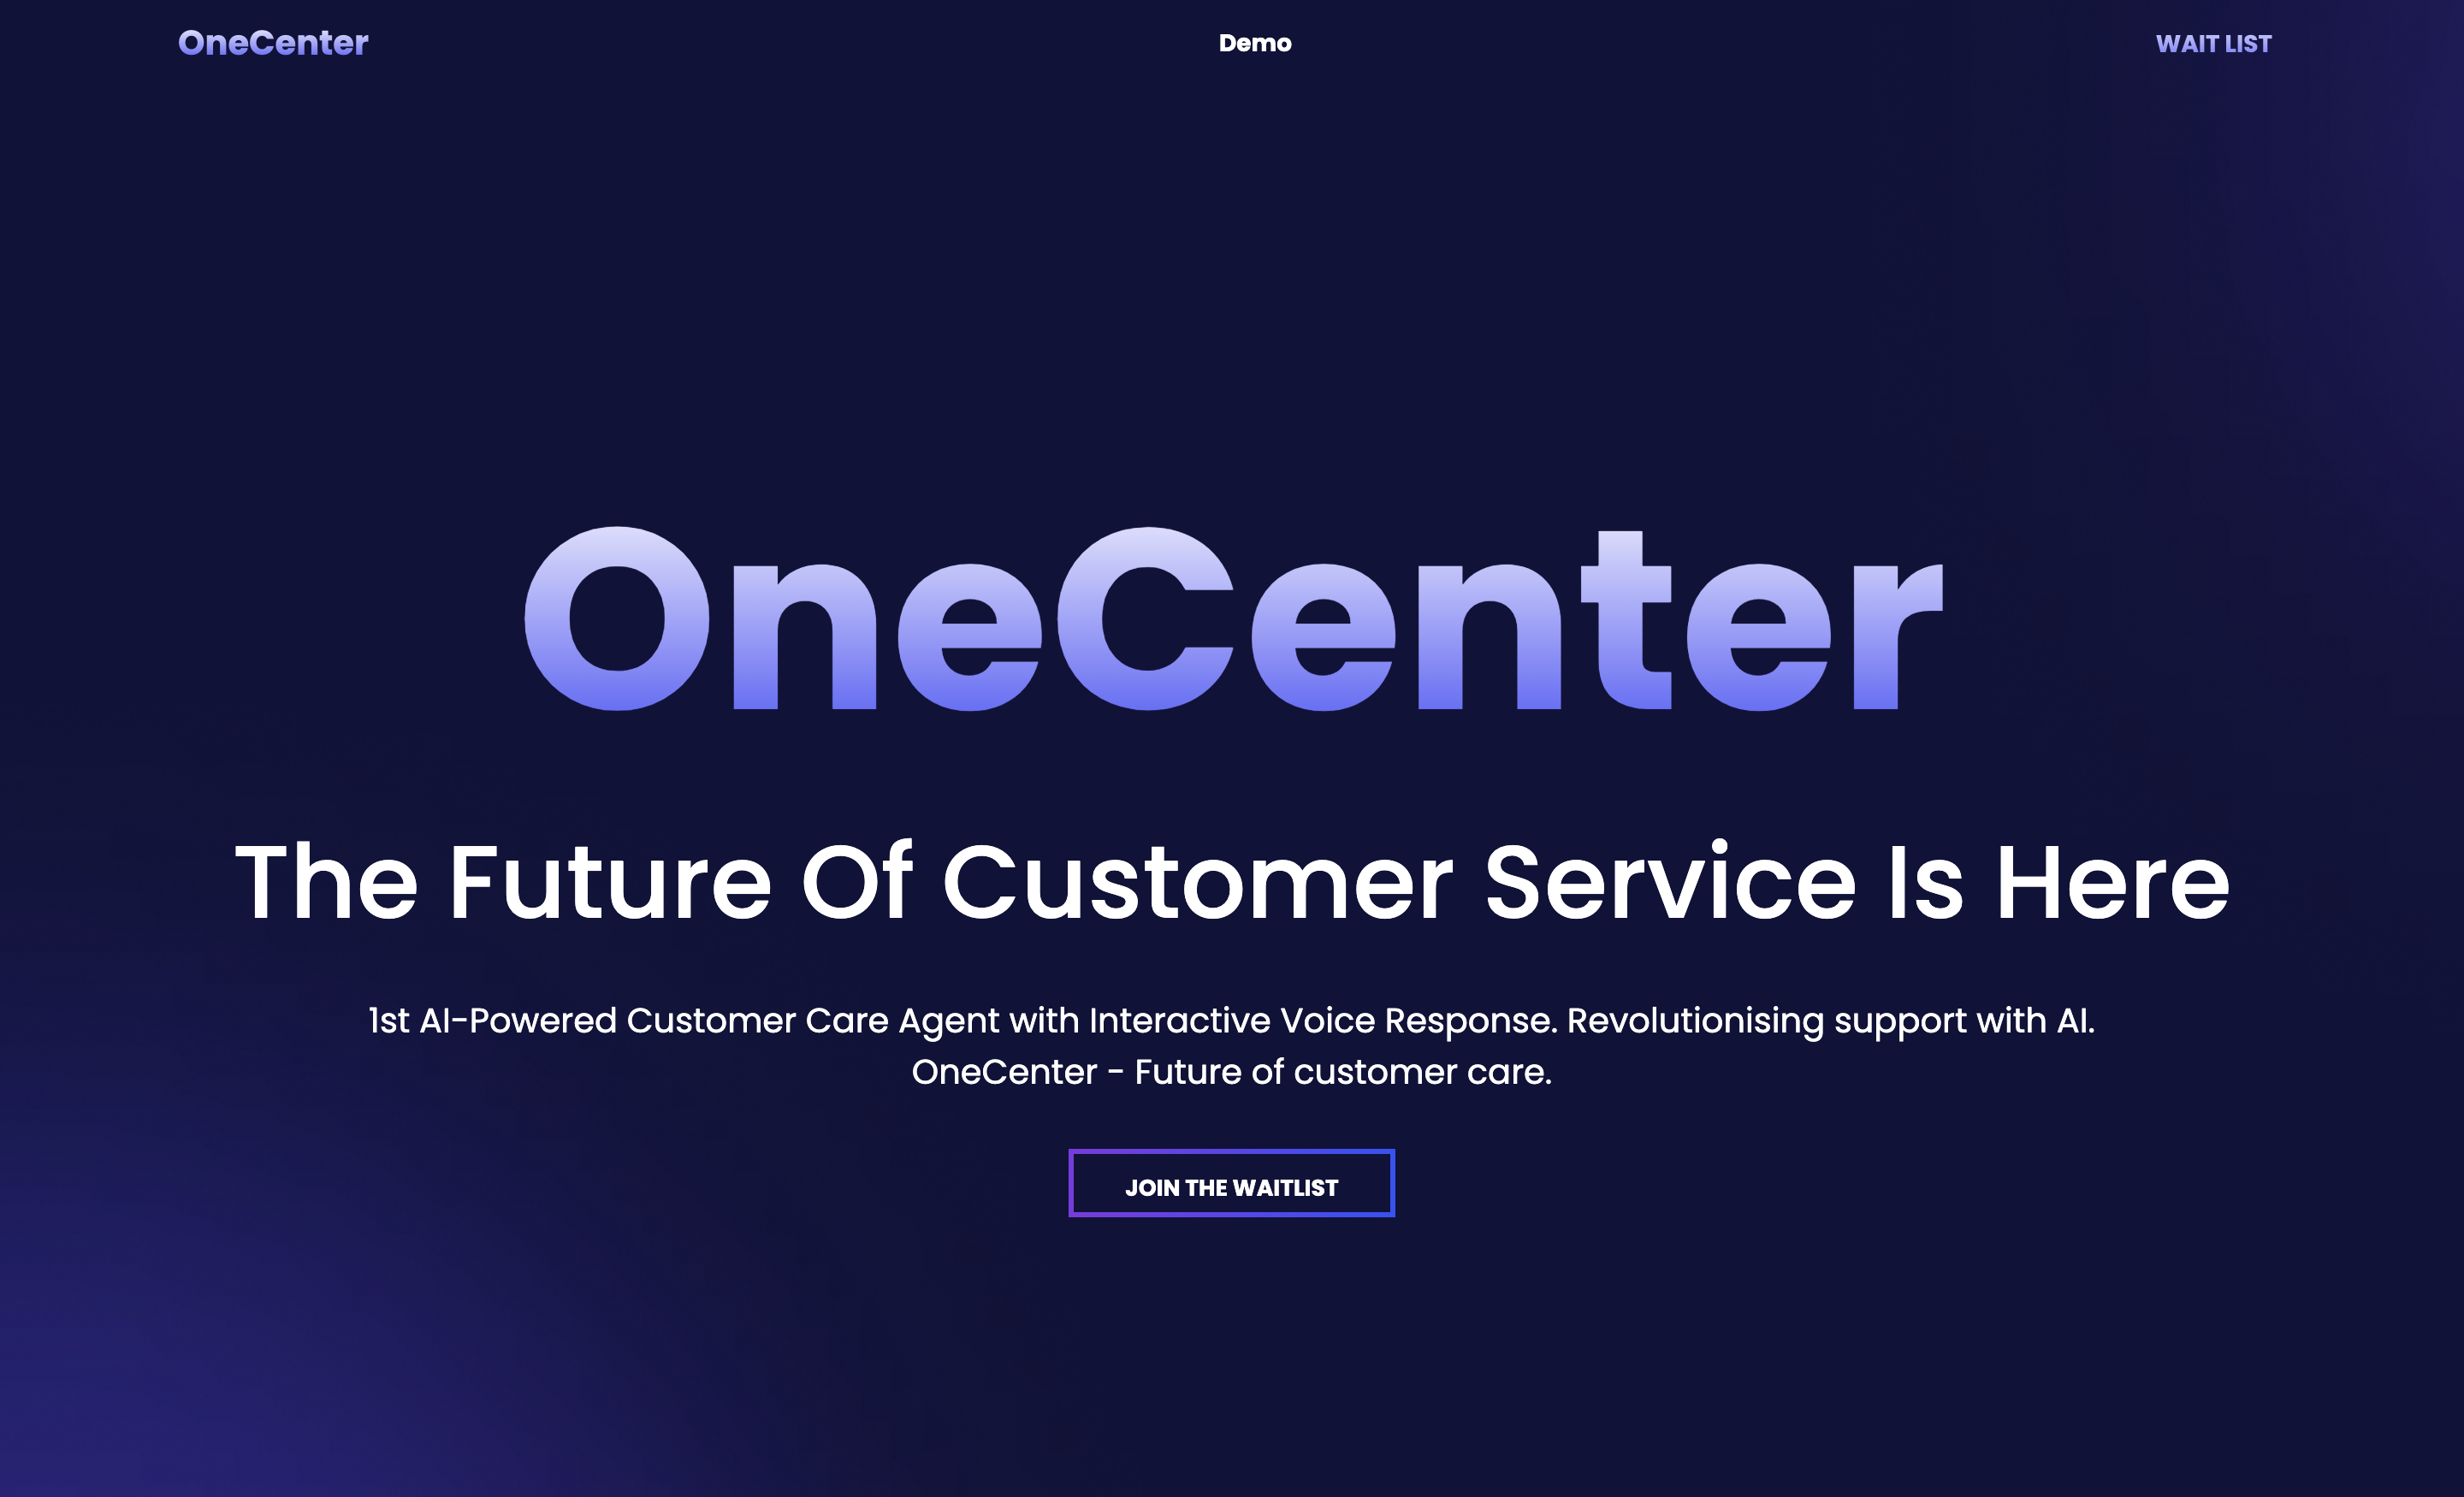 OneCenter
Demo
WAIT LIST
OneCenter
The Future Of Customer Service Is Here
1st AI-Powered Customer Care Agent with Interactive Voice Response. Revolutionising support with AI.
OneCenter - Future of customer care.
JOIN THE WAITLIST